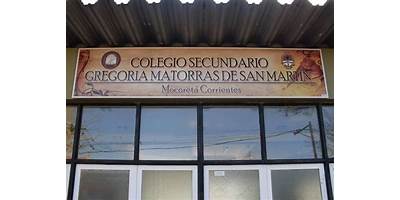 COLEGIO SECUNDARIO
GREGORIA MATORRAS DE SAN MARTIN
Mocoretá Corrientes